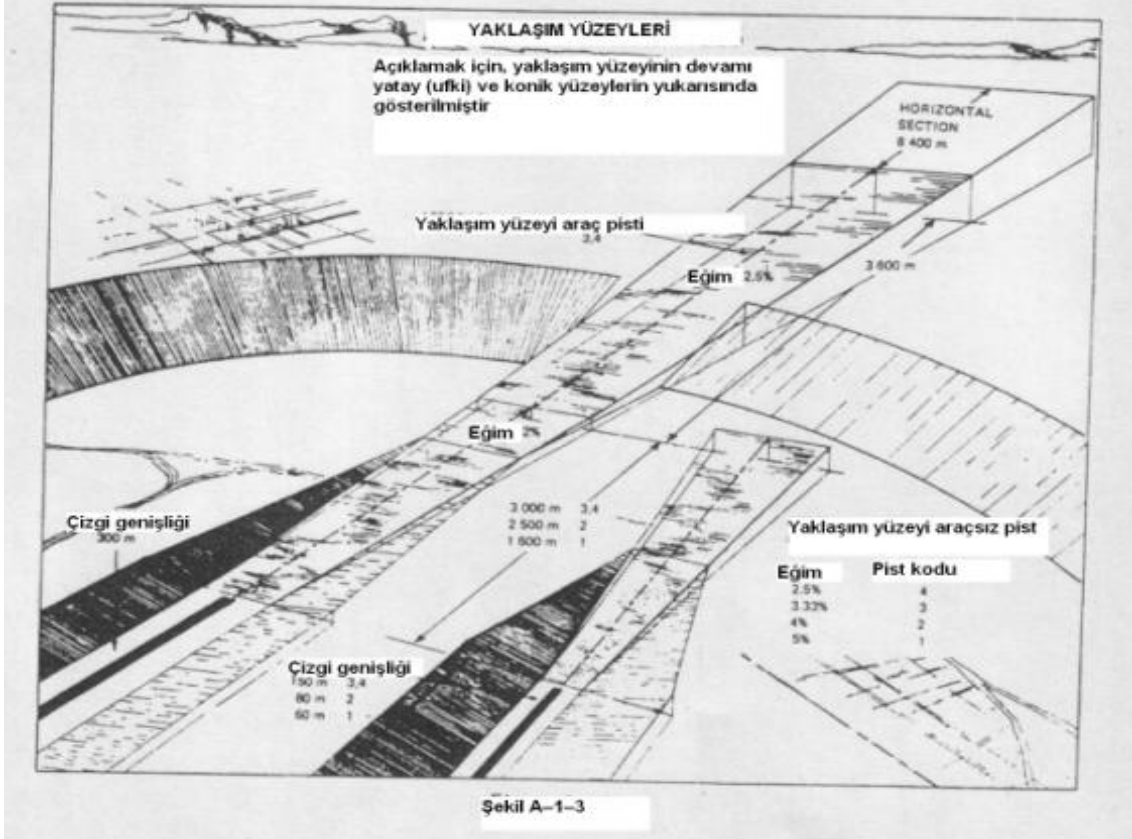 YAKLAŞIM YÜZEYLERİ
Açıklamak için, yaklaşım yüzeyinin devamı
yatay (ufki) ve konik yüzeylerin yukarısında
gösterilmiştir
HORIZONTAL
SECTION
8 400 m
Yaklaşım yüzeyi araç pisti
3,4
Eğim 2.5%
3 600 m
Eğim 2%
Çizgi genişliği
300 m
3 000 m 3,4
2 500 m 2
1 600 m 1
Yaklaşım yüzeyi araçsız pist
Eğim Pist kodu
2.5% 4
3.33% 3
4% 2
5% 1
Çizgi genişliği
150 m 3,4
80 m 2
60 m 1
Şekil A–1–3